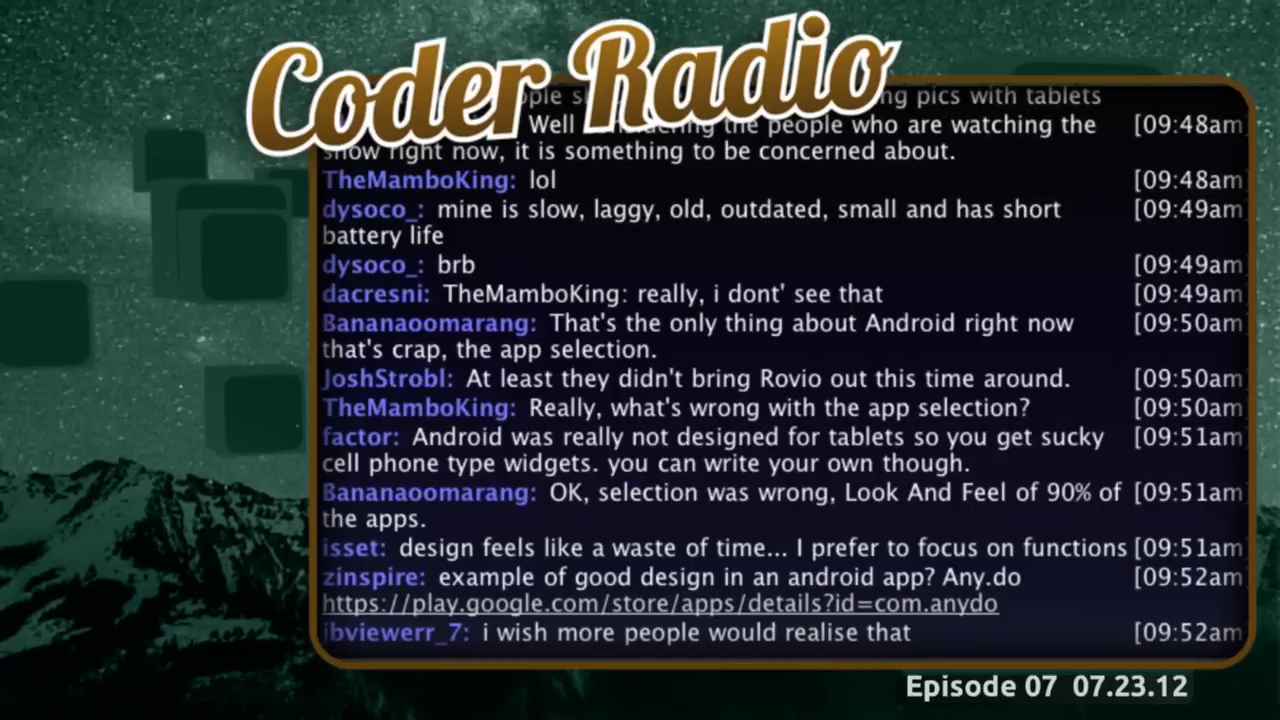 Coder Radio
ng pics with tablets
Well the people who are watching the [09:48am]
show right now, it is something to be concerned about.
TheMamboKing: lol [09:48am]
dysoco_: mine is slow, laggy, old, outdated, small and has short [09:49am]
battery life
dysoco_: brb [09:49am]
dacresni: TheMamboKing: really, i dont' see that [09:49am]
Bananaoomarang: That's the only thing about Android right now [09:50am]
that's crap, the app selection.
JoshStrobl: At least they didn't bring Rovio out this time around. [09:50am]
TheMamboKing: Really, what's wrong with the app selection? [09:50am]
factor: Android was really not designed for tablets so you get sucky [09:51am]
cell phone type widgets. you can write your own though.
Bananaoomarang: OK, selection was wrong, Look And Feel of 90% of [09:51am]
the apps.
isset: design feels like a waste of time... I prefer to focus on functions [09:51am]
zinspire: example of good design in an android app? Any.do [09:52am]
https://play.google.com/store/apps/details?id=com.anydo
jbviewerr_7: i wish more people would realise that [09:52am]
Episode 07 07.23.12